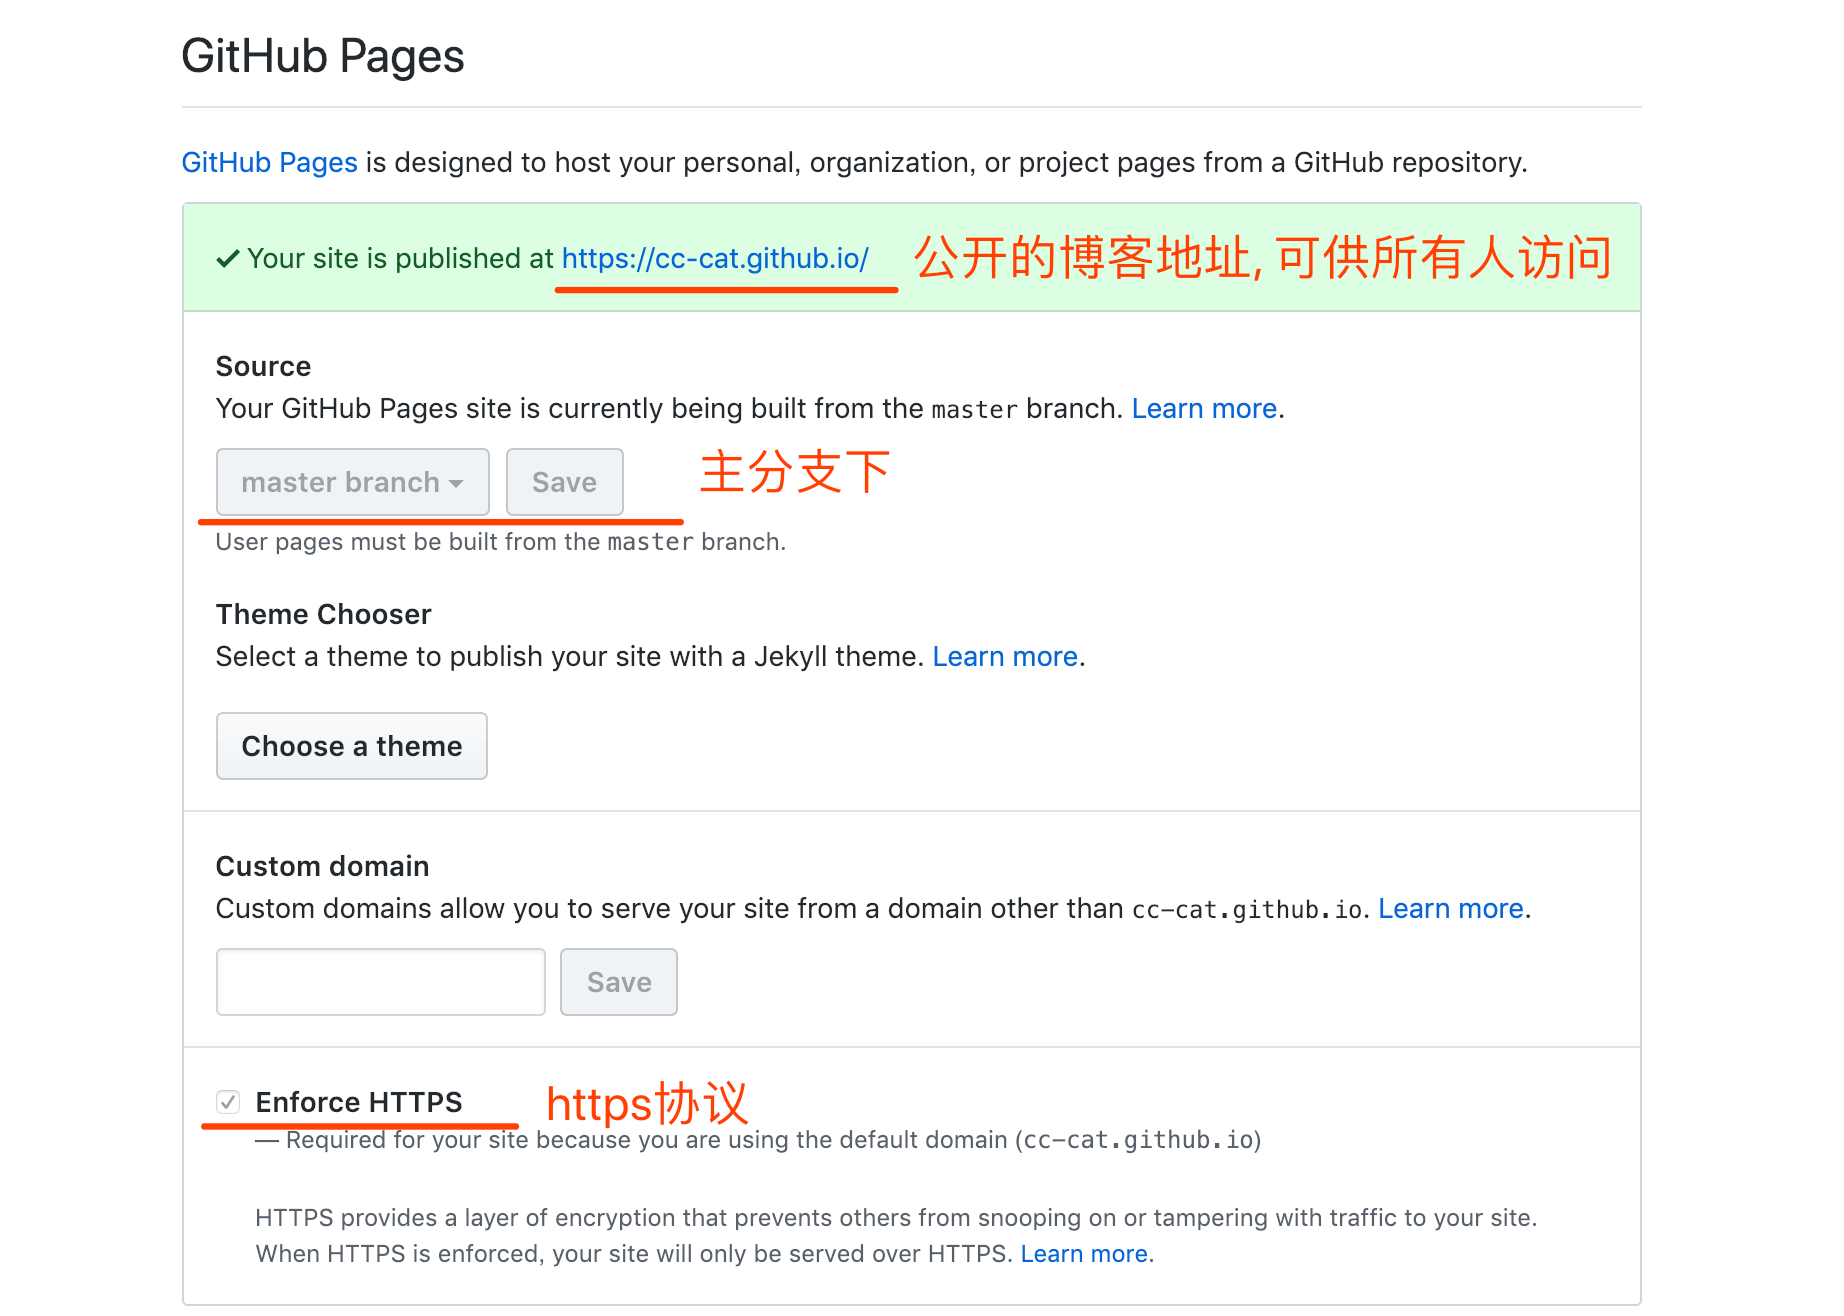 GitHub Pages
GitHub Pages is designed to host your personal, organization, or project pages from a GitHub repository.
Your site is published at https://cc-cat.github.io/ 公开的博客地址, 可供所有人访问
Source
Your GitHub Pages site is currently being built from the master branch. Learn more.
master branch Save 主分支下
User pages must be built from the master branch.
Theme Chooser
Select a theme to publish your site with a Jekyll theme. Learn more.
Choose a theme
Custom domain
Custom domains allow you to serve your site from a domain other than cc-cat.github.io. Learn more.
Save
Enforce HTTPS https协议
— Required for your site because you are using the default domain (cc-cat.github.io)
HTTPS provides a layer of encryption that prevents others from snooping on or tampering with traffic to your site.
When HTTPS is enforced, your site will only be served over HTTPS. Learn more.